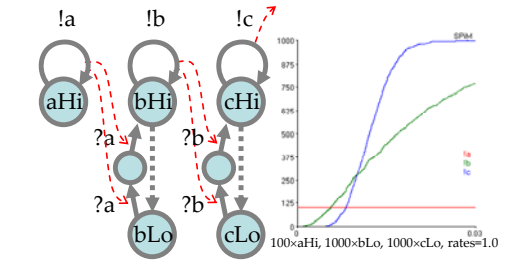 !a !b !c
aHi bHi cHi
?a ?b
?a ?b
bLo cLo
SPiM
1000
875
750
625
500
375
250
125
0
0.03
!a
!b
!c
100×aHi, 1000×bLo, 1000×cLo, rates=1.0